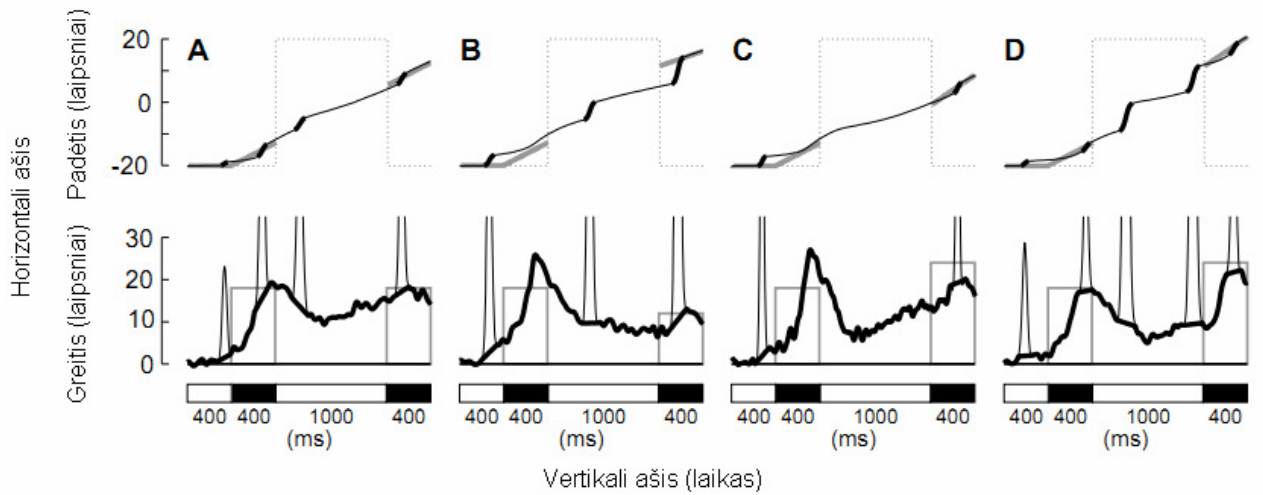 A B C D
Horizontali ašis
Padėtis (laipsniai)
20
0
-20
Greitis (laipsniai)
30
20
10
0
400 400 1000 400
(ms)
400 400 1000 400
(ms)
400 400 1000 400
(ms)
400 400 1000 400
(ms)
Vertikali ašis (laikas)